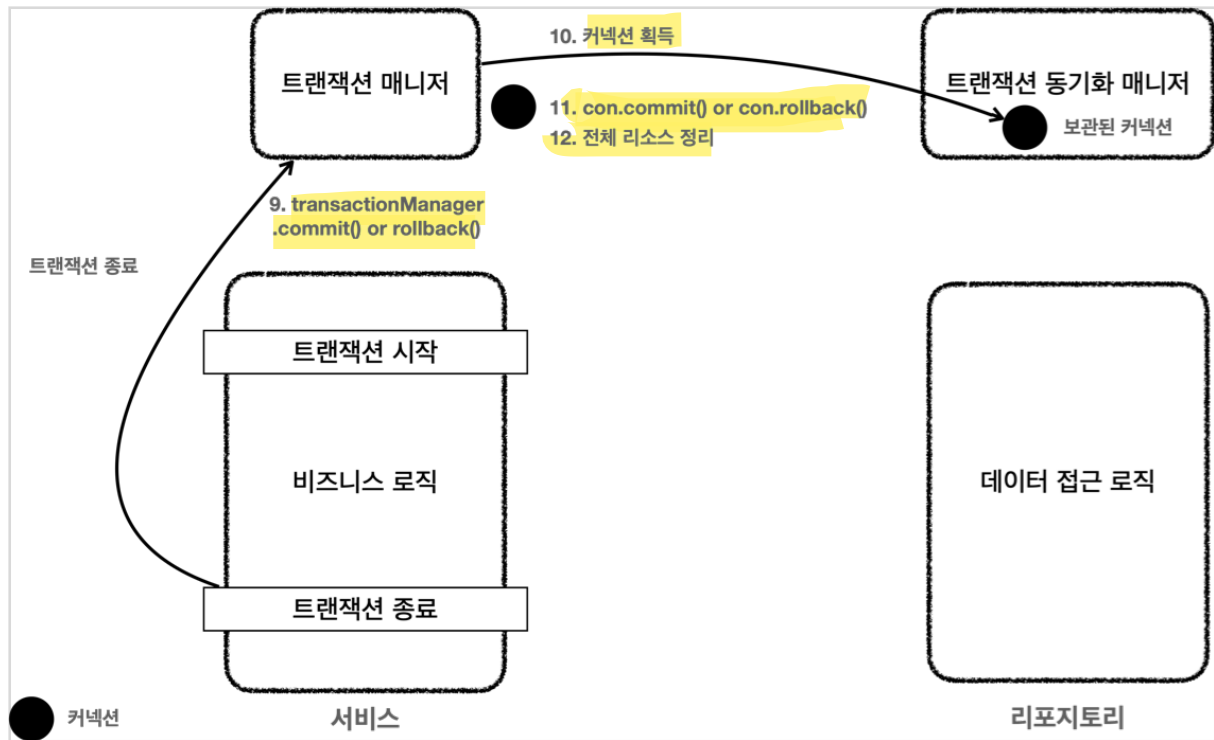 10. 커넥션 획득
트랜잭션 매니저
트랜잭션 동기화 매니저
11. con.commit() or con.rollback()
보관된 커넥션
12. 전체 리소스 정리
9. transactionManager
.commit() or rollback()
트랜잭션 종료
트랜잭션 시작
비즈니스 로직
데이터 접근 로직
트랜잭션 종료
커넥션
서비스
리포지토리